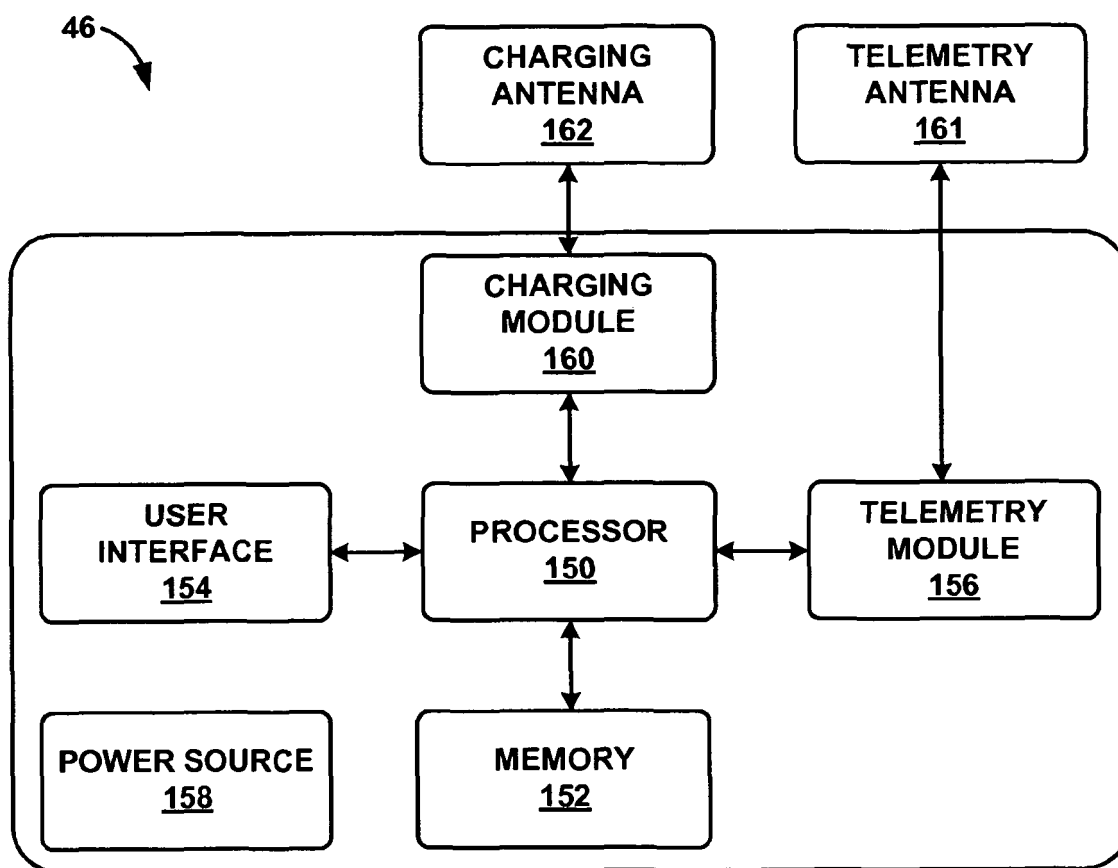 46
CHARGING
ANTENNA
162
TELEMETRY
ANTENNA
161
CHARGING
MODULE
160
USER
INTERFACE
154
PROCESSOR
150
TELEMETRY
MODULE
156
POWER SOURCE
158
MEMORY
152